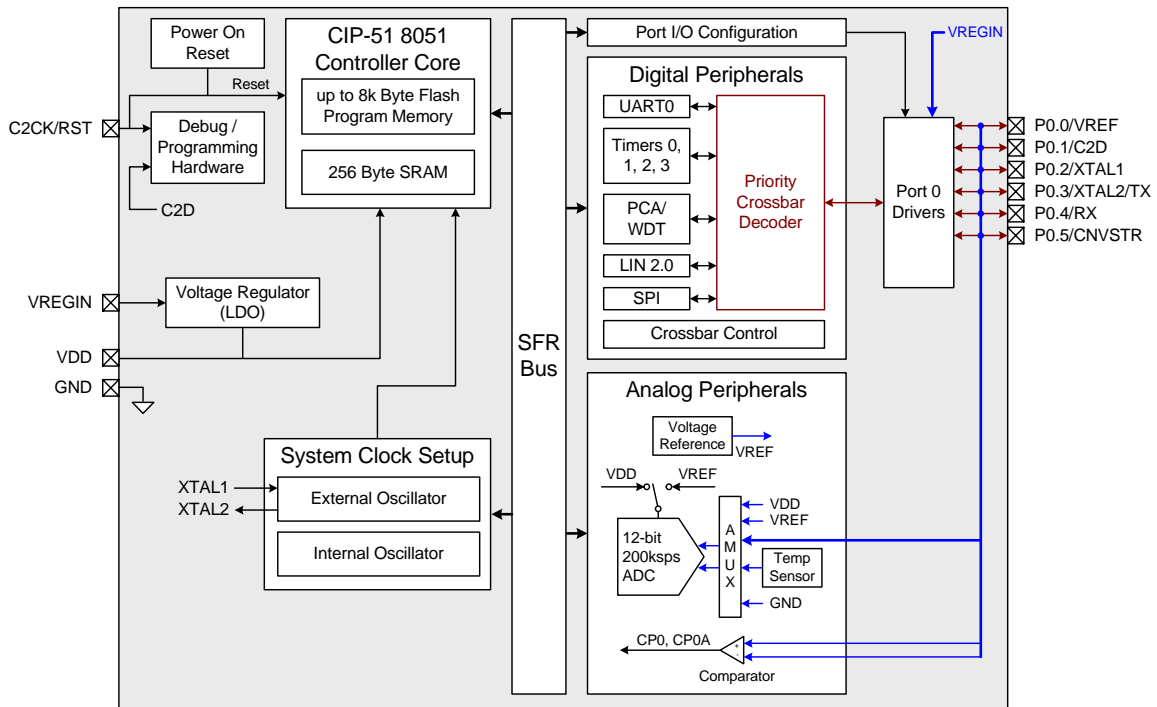 Power On
Reset
Reset
C2CK/RST
Debug /
Programming
Hardware
C2D
CIP-51 8051
Controller Core
up to 8k Byte Flash
Program Memory
256 Byte SRAM
VREGIN
Voltage Regulator
(LDO)
VDD
GND
System Clock Setup
XTAL1
XTAL2
External Oscillator
Internal Oscillator
SFR
Bus
Port I/O Configuration
Digital Peripherals
UART0
Timers 0,
1, 2, 3
PCA/
WDT
LIN 2.0
SPI
Priority
Crossbar
Decoder
Crossbar Control
VREGIN
Port 0
Drivers
P0.0/VREF
P0.1/C2D
P0.2/XTAL1
P0.3/XTAL2/TX
P0.4/RX
P0.5/CNVSTR
Analog Peripherals
Voltage
Reference
VREF
VDD
VREF
12-bit
200ksps
ADC
A
M
U
X
VDD
VREF
Temp
Sensor
GND
CP0, CP0A
+
-
Comparator